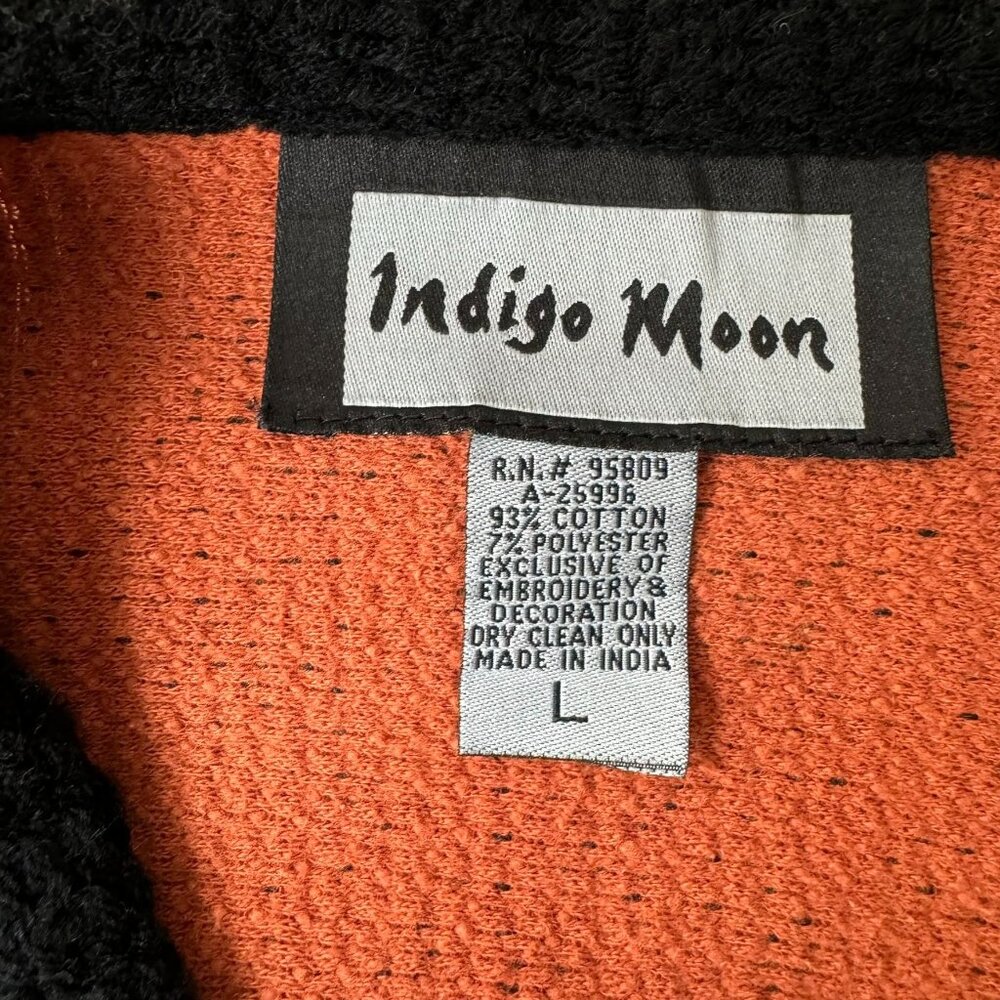 Indigo Moon
R.N.# 95809
A-25996
93% COTTON
7% POLYESTER
EXCLUSIVE OF
EMBROIDERY &
DECORATION
DRY CLEAN ONLY
MADE IN INDIA
L